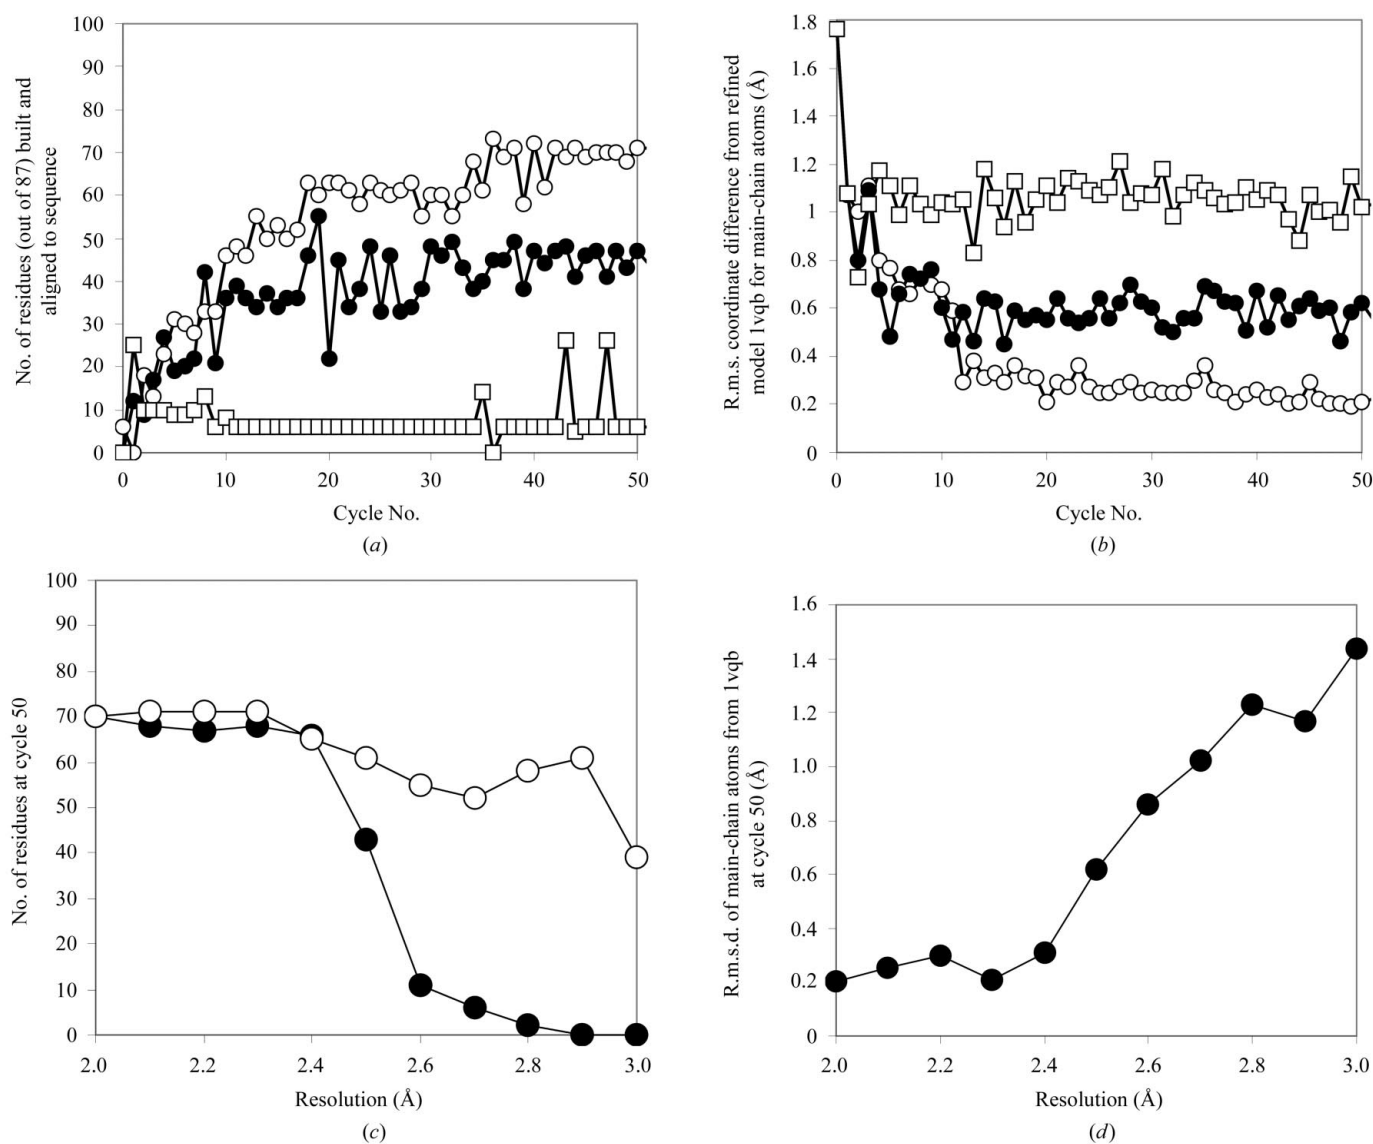 No. of residues (out of 87) built and
aligned to sequence
100
90
80
70
60
50
40
30
20
10
0
0 10 20 30 40 50
Cycle No.
(a)
R.m.s. coordinate difference from refined
model 1vqb for main-chain atoms (Å)
1.8
1.6
1.4
1.2
1
0.8
0.6
0.4
0.2
0
0 10 20 30 40 50
Cycle No.
(b)
No. of residues at cycle 50
100
90
80
70
60
50
40
30
20
10
0
2.0 2.2 2.4 2.6 2.8 3.0
Resolution (Å)
(c)
R.m.s.d. of main-chain atoms from 1vqb
at cycle 50 (Å)
1.6
1.4
1.2
1.0
0.8
0.6
0.4
0.2
0
2.0 2.2 2.4 2.6 2.8 3.0
Resolution (Å)
(d)